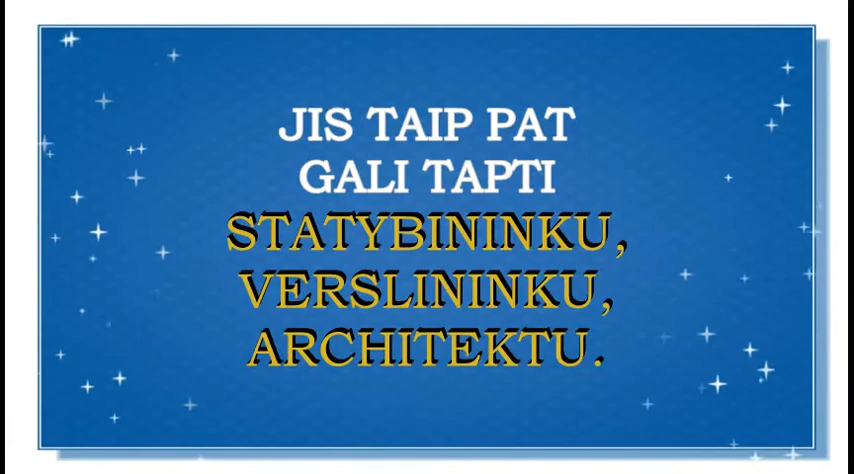 JIS TAIP PAT
GALI TAPTI
STATYBININKU,
VERSLININKU,
ARCHITEKTU.